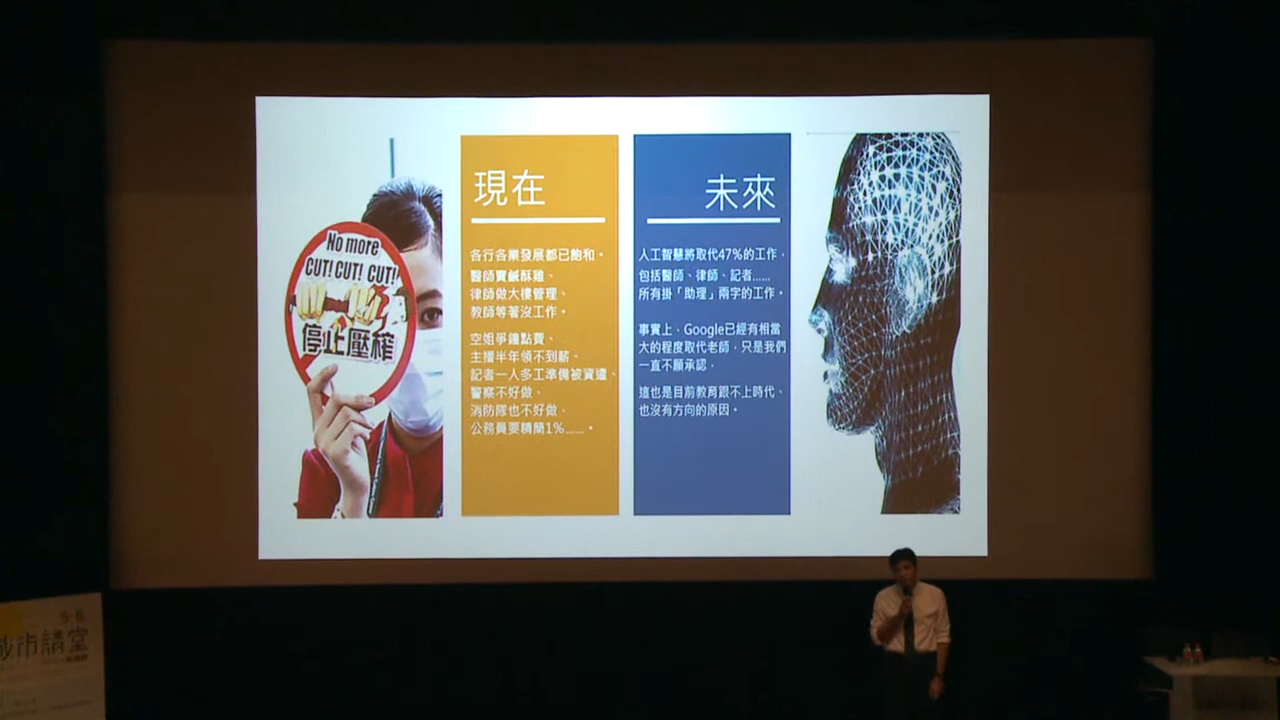 No more
CUT! CUT! CUT!
停止壓榨
現在
各行各業發展都已飽和。
醫師賣鹹酥雞、
律師做大樓管理、
教師等著沒工作。
空姐爭鐘點費、
主播半年領不到薪、
記者一人多工準備被資遣、
警察不好做、
消防隊也不好做、
公務員要精簡1%......。
未來
人工智慧將取代47%的工作，
包括醫師、律師、記者......
所有掛「助理」兩字的工作。
事實上，Google已經有相當
大的程度取代老師，只是我們
一直不願承認，
這也是目前教育跟不上時代、
也沒有方向的原因。
市講堂